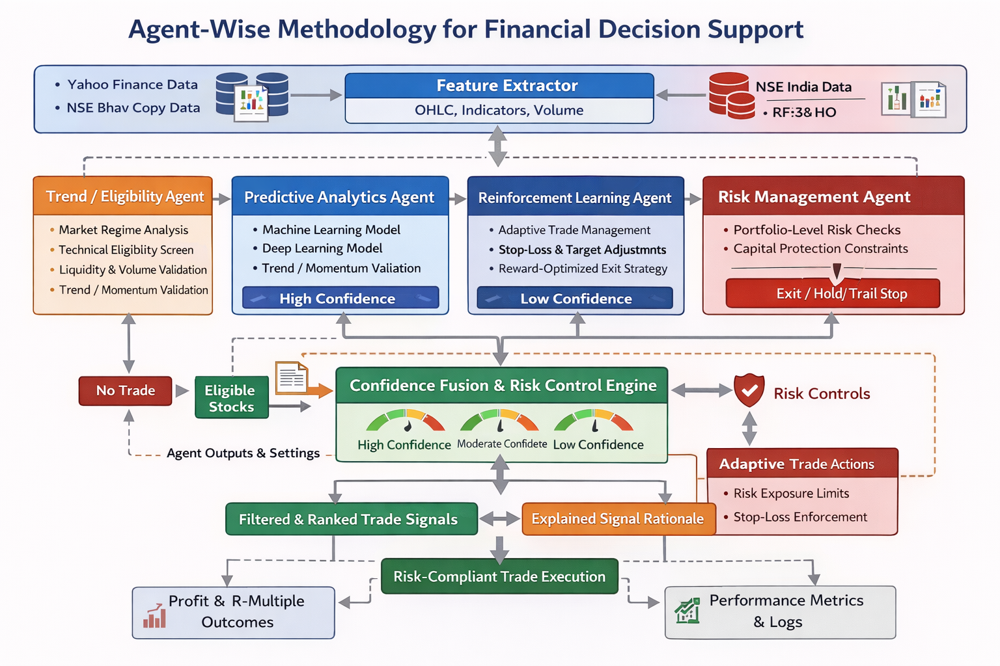 Agent-Wise Methodology for Financial Decision Support
• Yahoo Finance Data
• NSE Bhav Copy Data
Feature Extractor
OHLC, Indicators, Volume
NSE India Data
• RF:3& HO
Trend / Eligibility Agent
• Market Regime Analysis
• Technical Eligiblity Screen
• Liquidity & Volume Validation
• Trend / Momentum Validation
Predictive Analytics Agent
• Machine Learning Model
• Deep Learning Model
• Trend / Momentum Valiation
High Confidence
Reinforcement Learning Agent
• Adaptive Trade Management
• Stop-Loss & Target Adjustmnts
• Reward-Optimized Exit Strategy
Low Confidence
Risk Management Agent
• Portfolio-Level Risk Checks
• Capital Protection Constraints
Exit / Hold/ Trail Stop
No Trade
Eligible
Stocks
Confidence Fusion & Risk Control Engine
High Confidence
Moderate Confidete
Low Confidence
Risk Controls
Agent Outputs & Settings
Adaptive Trade Actions
• Risk Exposure Limits
• Stop-Loss Enforcement
Filtered & Ranked Trade Signals
Explained Signal Rationale
Risk-Compliant Trade Execution
Profit & R-Multiple
Outcomes
Performance Metrics
& Logs